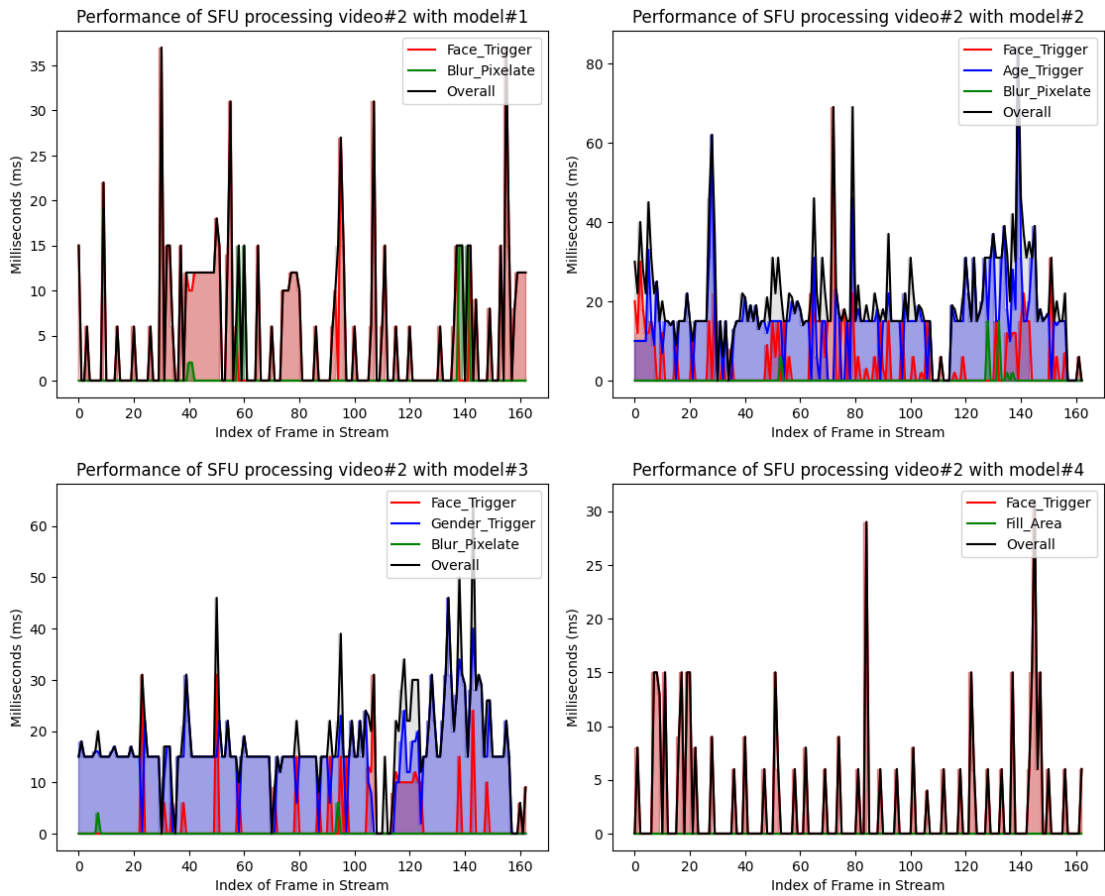 Performance of SFU processing video#2 with model#1
Milliseconds (ms)
35
30
25
20
15
10
5
0
Face_Trigger
Blur_Pixelate
Overall
0 20 40 60 80 100 120 140 160
Index of Frame in Stream
Performance of SFU processing video#2 with model#2
Milliseconds (ms)
80
60
40
20
0
Face_Trigger
Age_Trigger
Blur_Pixelate
Overall
0 20 40 60 80 100 120 140 160
Index of Frame in Stream
Performance of SFU processing video#2 with model#3
Milliseconds (ms)
60
50
40
30
20
10
0
Face_Trigger
Gender_Trigger
Blur_Pixelate
Overall
0 20 40 60 80 100 120 140 160
Index of Frame in Stream
Performance of SFU processing video#2 with model#4
Milliseconds (ms)
30
25
20
15
10
5
0
Face_Trigger
Fill_Area
Overall
0 20 40 60 80 100 120 140 160
Index of Frame in Stream